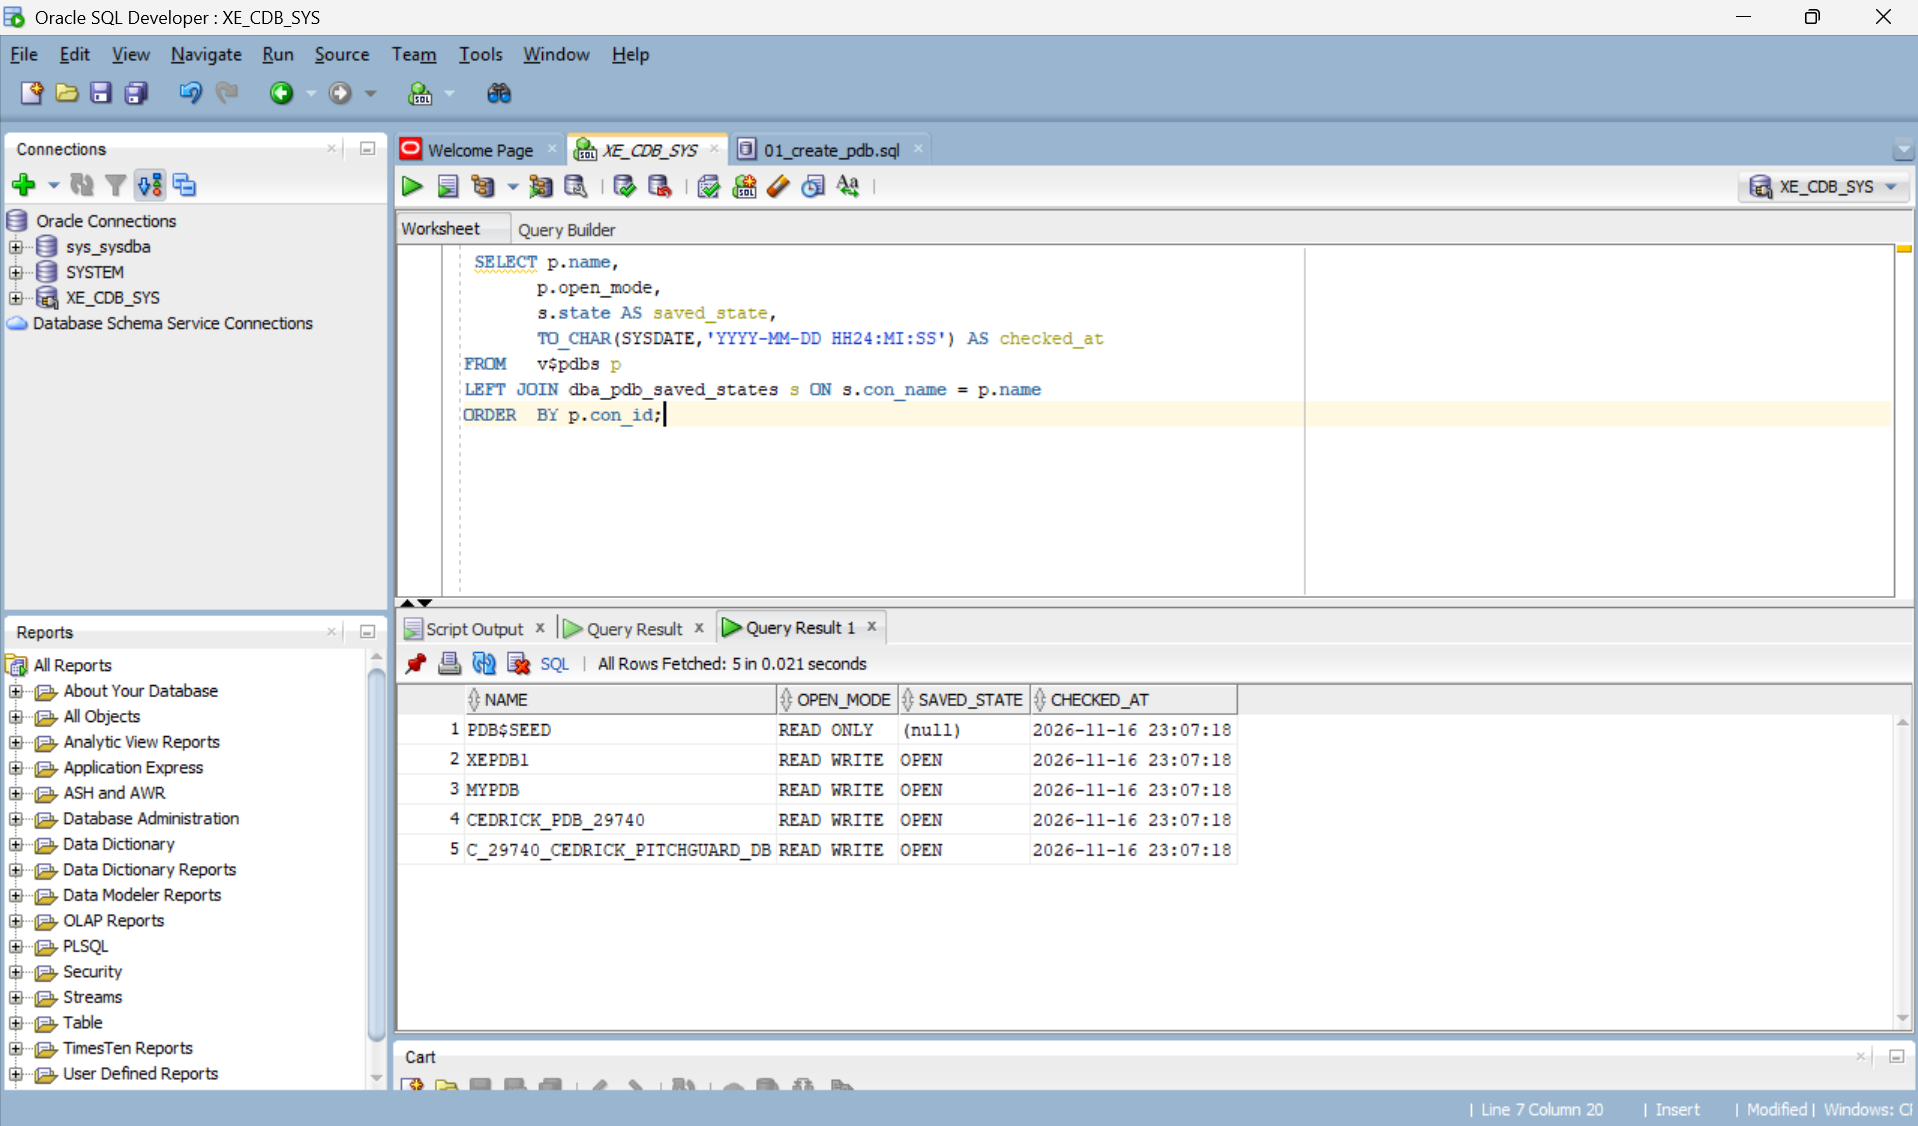 Oracle SQL Developer : XE_CDB_SYS
File Edit View Navigate Run Source Team Tools Window Help
Connections
Oracle Connections
sys_sysdba
SYSTEM
XE_CDB_SYS
Database Schema Service Connections
Reports
All Reports
About Your Database
All Objects
Analytic View Reports
Application Express
ASH and AWR
Database Administration
Data Dictionary
Data Dictionary Reports
Data Modeler Reports
OLAP Reports
PLSQL
Security
Streams
Table
TimesTen Reports
User Defined Reports
Welcome Page XE_CDB_SYS 01_create_pdb.sql
XE_CDB_SYS
Worksheet Query Builder
SELECT p.name,
p.open_mode,
s.state AS saved_state,
TO_CHAR(SYSDATE,'YYYY-MM-DD HH24:MI:SS') AS checked_at
FROM v$pdbs p
LEFT JOIN dba_pdb_saved_states s ON s.con_name = p.name
ORDER BY p.con_id;
Script Output Query Result Query Result 1
SQL All Rows Fetched: 5 in 0.021 seconds
NAME OPEN_MODE SAVED_STATE CHECKED_AT
1 PDB$SEED READ ONLY (null) 2026-11-16 23:07:18
2 XEPDB1 READ WRITE OPEN 2026-11-16 23:07:18
3 MYPDB READ WRITE OPEN 2026-11-16 23:07:18
4 CEDRICK_PDB_29740 READ WRITE OPEN 2026-11-16 23:07:18
5 C_29740_CEDRICK_PITCHGUARD_DB READ WRITE OPEN 2026-11-16 23:07:18
Cart
Line 7 Column 20 Insert Modified Windows: C